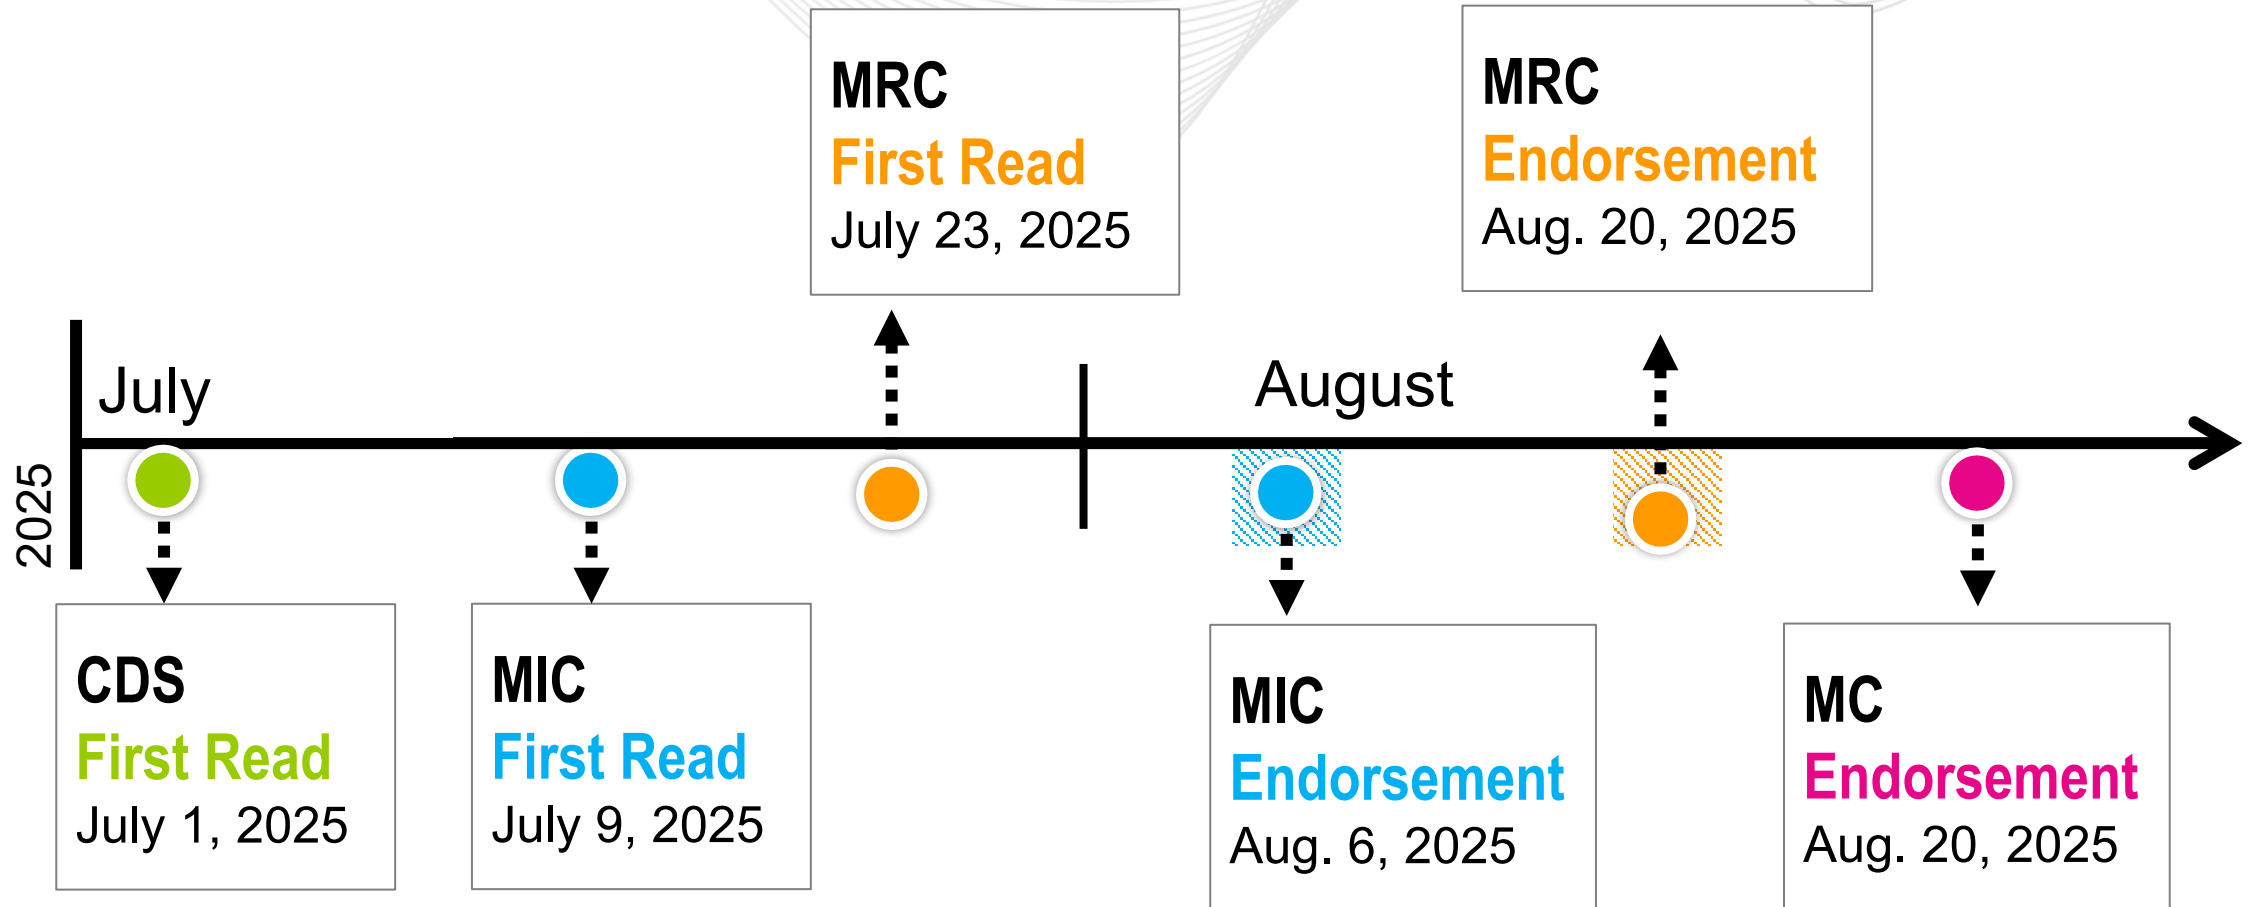 MRC
First Read
July 23, 2025
MRC
Endorsement
Aug. 20, 2025
July
August
2025
CDS
First Read
July 1, 2025
MIC
First Read
July 9, 2025
MIC
Endorsement
Aug. 6, 2025
MC
Endorsement
Aug. 20, 2025